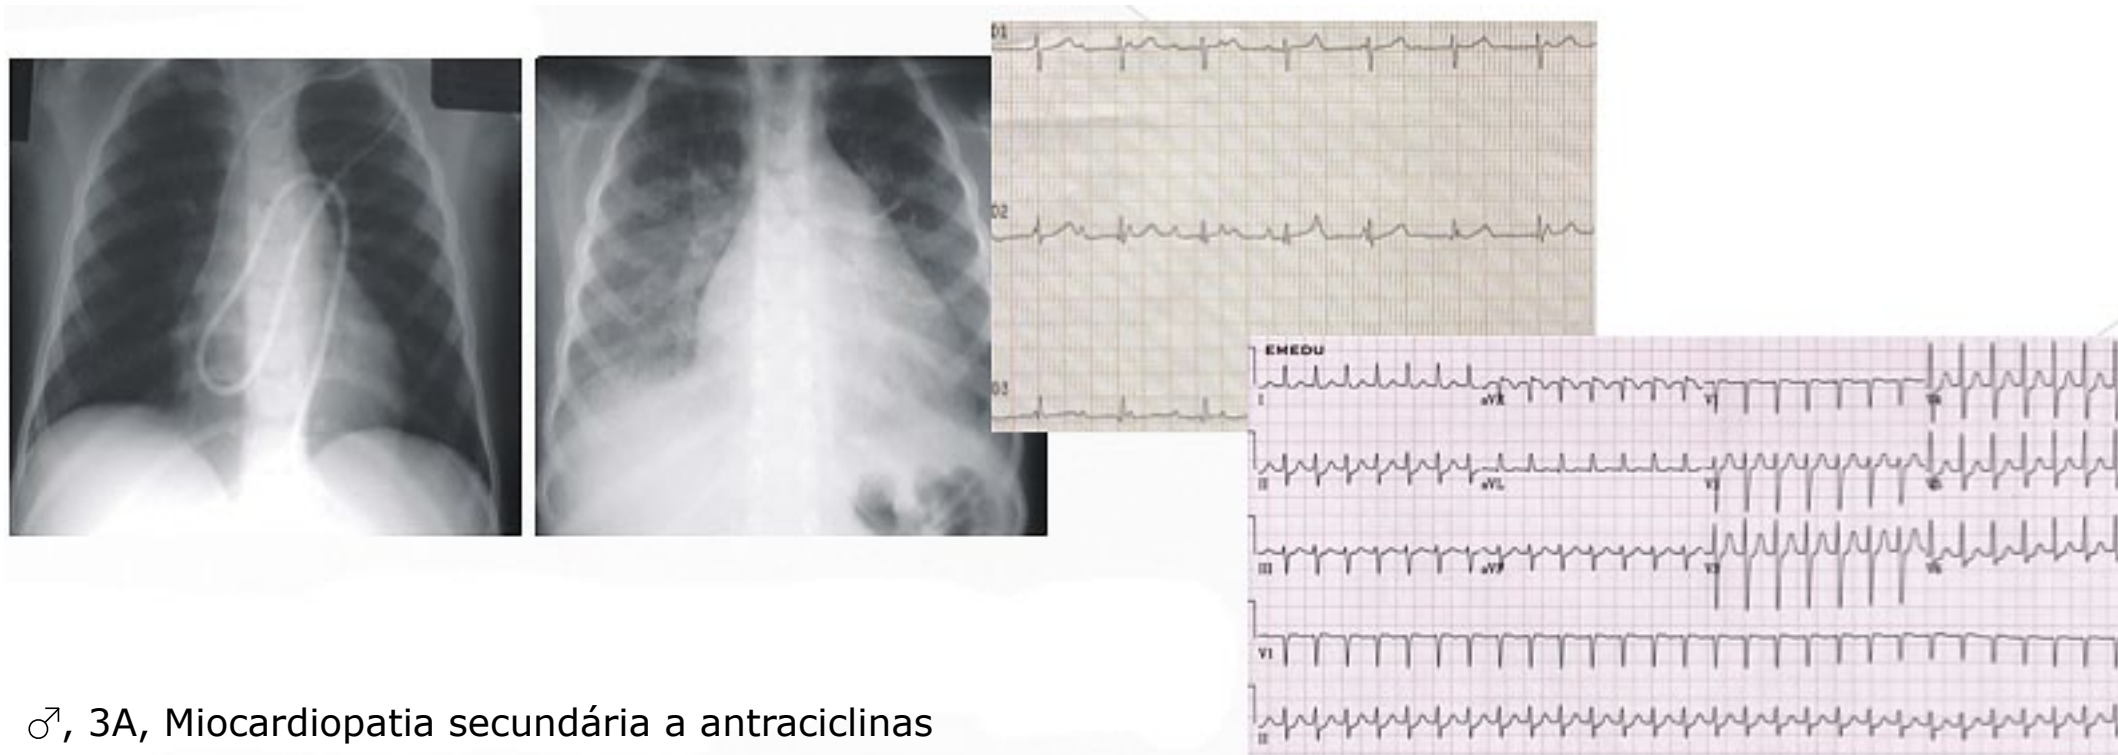 D1
D2
D3
EMEDU
I
aVR
V1
V4
II
aVL
V2
V5
III
aVF
V3
V6
V1
II
♂, 3A, Miocardiopatia secundária a antraciclinas